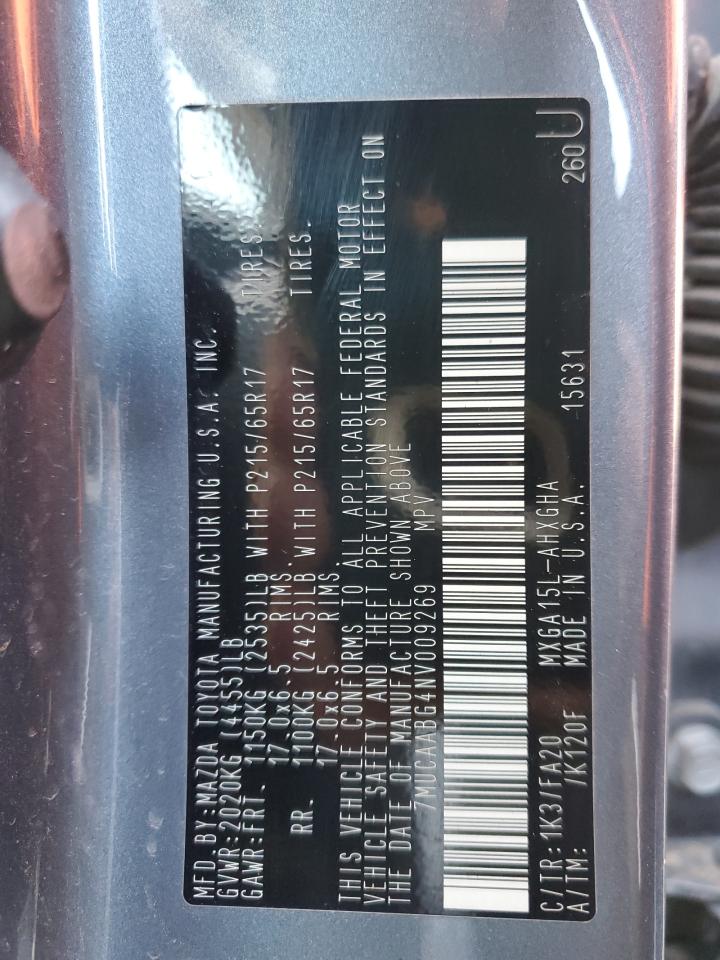 MFD.BY:MAZDA TOYOTA MANUFACTURING U.S.A. INC.
GVWR:2020KG (4455)LB
GAWR:FRT. 1150KG (2535)LB WITH P215/65R17 TIRES.
17.0x6.5 RIMS.
RR. 1100KG (2425)LB WITH P215/65R17 TIRES.
17.0x6.5 RIMS.
THIS VEHICLE CONFORMS TO ALL APPLICABLE FEDERAL MOTOR
VEHICLE SAFETY AND THEFT PREVENTION STANDARDS IN EFFECT ON
THE DATE OF MANUFACTURE SHOWN ABOVE
7MUCAABG4NV009269 MPV
C/TR:1K3/FA20 MXGA15L-AHXGHA
A/TM: /K120F MADE IN U.S.A. 15631
260 U